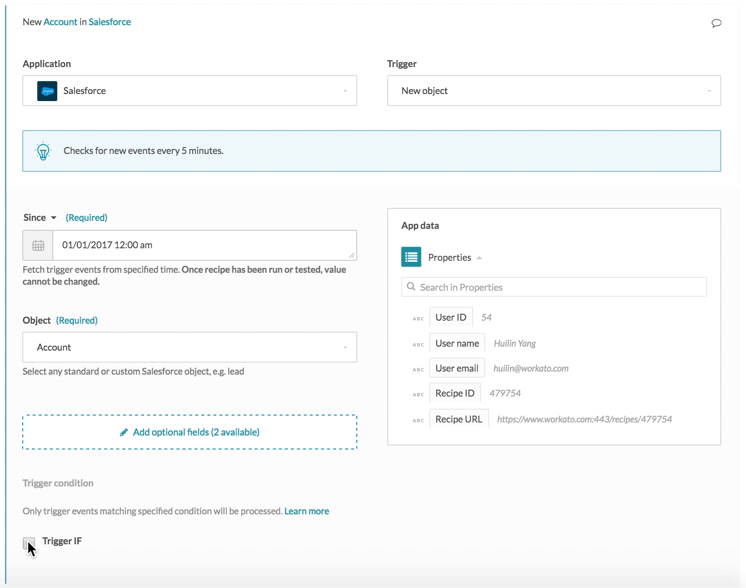 New Account in Salesforce
Application
Salesforce
Trigger
New object
Checks for new events every 5 minutes.
Since (Required)
01/01/2017 12:00 am
Fetch trigger events from specified time. Once recipe has been run or tested, value
cannot be changed.
Object (Required)
Account
Select any standard or custom Salesforce object, e.g. lead
Add optional fields (2 available)
App data
Properties
Search in Properties
ABC User ID 54
ABC User name Huilin Yang
ABC User email huilin@workato.com
ABC Recipe ID 479754
ABC Recipe URL https://www.workato.com:443/recipes/479754
Trigger condition
Only trigger events matching specified condition will be processed. Learn more
Trigger IF